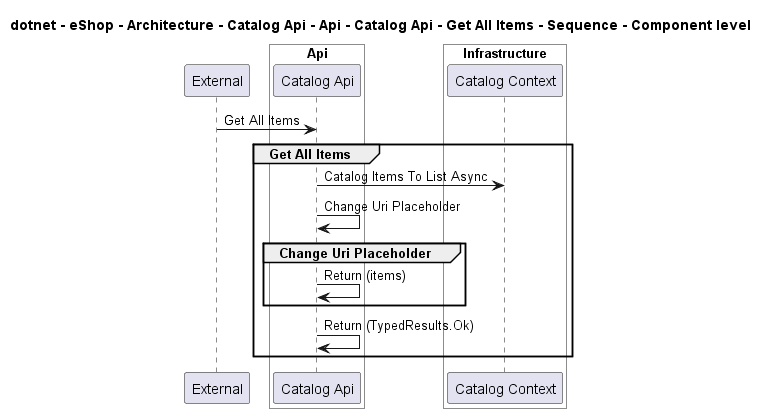 dotnet - eShop - Architecture - Catalog Api - Api - Catalog Api - Get All Items - Sequence - Component level
Api
Infrastructure
External
Catalog Api
Catalog Context
Get All Items
Get All Items
Catalog Items To List Async
Change Uri Placeholder
Change Uri Placeholder
Return (items)
Return (TypedResults.Ok)
External
Catalog Api
Catalog Context